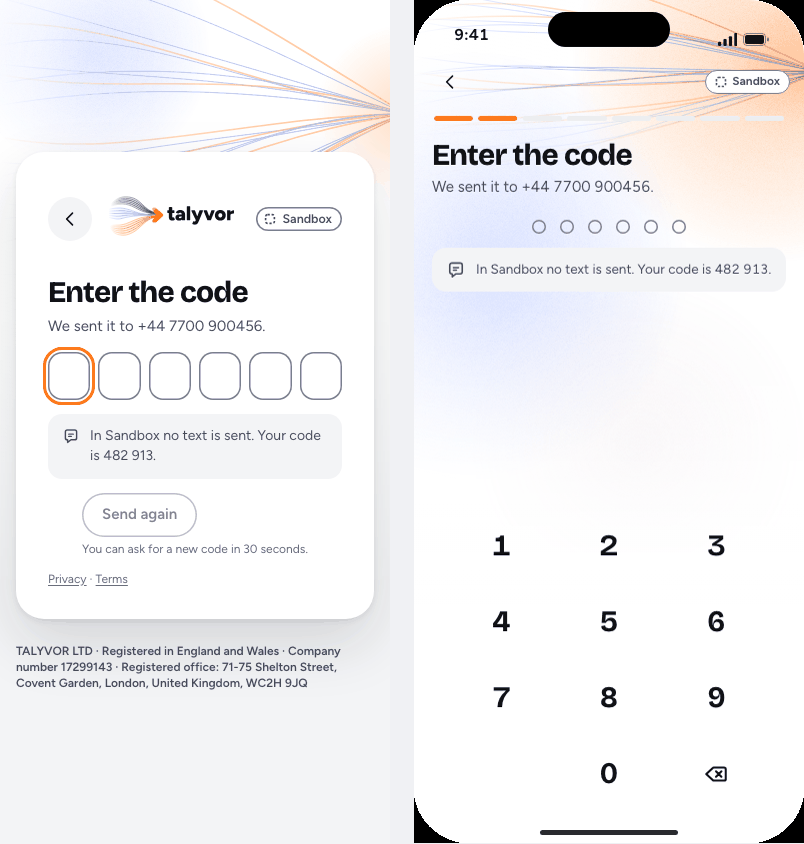 talyvor
Sandbox
Enter the code
We sent it to +44 7700 900456.
In Sandbox no text is sent. Your code
is 482 913.
Send again
You can ask for a new code in 30 seconds.
Privacy · Terms
TALYVOR LTD · Registered in England and Wales · Company
number 17299143 · Registered office: 71-75 Shelton Street,
Covent Garden, London, United Kingdom, WC2H 9JQ
9:41
Sandbox
Enter the code
We sent it to +44 7700 900456.
In Sandbox no text is sent. Your code is 482 913.
1 2 3
4 5 6
7 8 9
0